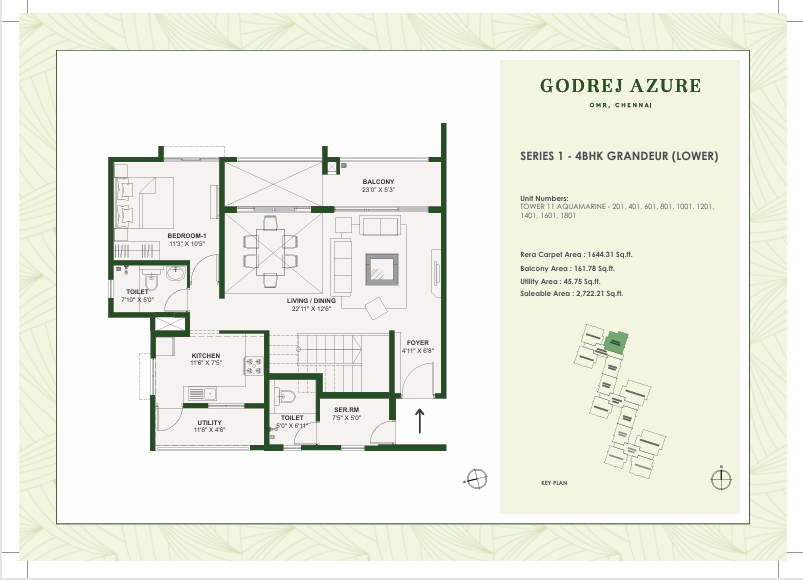 GODREJ AZURE
OMR, CHENNAI
SERIES 1 - 4BHK GRANDEUR (LOWER)
Unit Numbers:
TOWER 11 AQUAMARINE - 201, 401, 601, 801, 1001. 1201,
1401, 1601, 1801
Rera Carpet Area : 1644.31 Sq.ft.
Balcony Area : 161.78 Sq.ft.
Utility Area : 45.75 Sq.ft.
Saleable Area : 2,722.21 Sq.ft.
KEY PLAN
N
BALCONY
23'0" X 5'3"
BEDROOM-1
11'3" X 10'5"
TOILET
7'10" X 5'0"
LIVING / DINING
22'11" X 12'6"
FOYER
4'11" X 6'8"
KITCHEN
11'6" X 7'5"
UTILITY
11'6" X 4'6"
TOILET
5'0" X 6'11"
SER.RM
7'5" X 5'0"